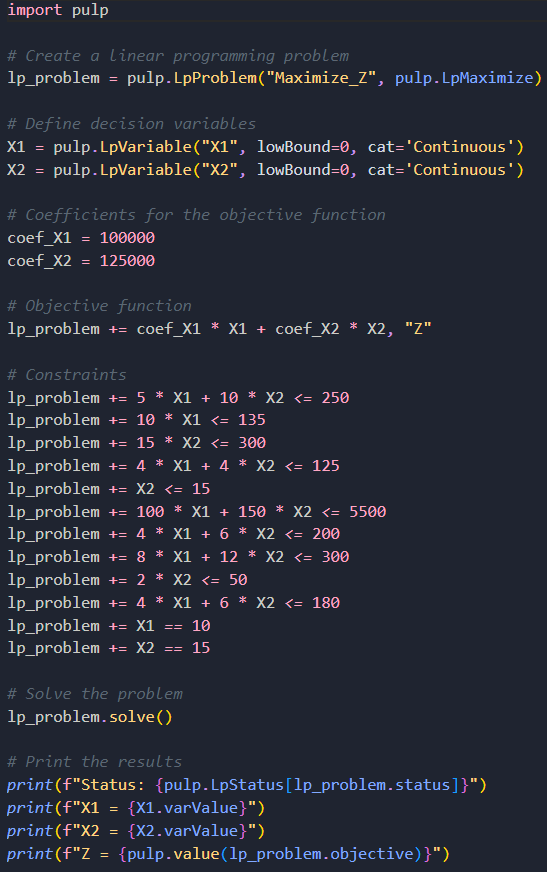 import pulp
# Create a linear programming problem
lp_problem = pulp.LpProblem("Maximize_Z", pulp.LpMaximize)
# Define decision variables
X1 = pulp.LpVariable("X1", lowBound=0, cat='Continuous')
X2 = pulp.LpVariable("X2", lowBound=0, cat='Continuous')
# Coefficients for the objective function
coef_X1 = 100000
coef_X2 = 125000
# Objective function
lp_problem += coef_X1 * X1 + coef_X2 * X2, "Z"
# Constraints
lp_problem += 5 * X1 + 10 * X2 <= 250
lp_problem += 10 * X1 <= 135
lp_problem += 15 * X2 <= 300
lp_problem += 4 * X1 + 4 * X2 <= 125
lp_problem += X2 <= 15
lp_problem += 100 * X1 + 150 * X2 <= 5500
lp_problem += 4 * X1 + 6 * X2 <= 200
lp_problem += 8 * X1 + 12 * X2 <= 300
lp_problem += 2 * X2 <= 50
lp_problem += 4 * X1 + 6 * X2 <= 180
lp_problem += X1 == 10
lp_problem += X2 == 15
# Solve the problem
lp_problem.solve()
# Print the results
print(f"Status: {pulp.LpStatus[lp_problem.status]}")
print(f"X1 = {X1.varValue}")
print(f"X2 = {X2.varValue}")
print(f"Z = {pulp.value(lp_problem.objective)}")